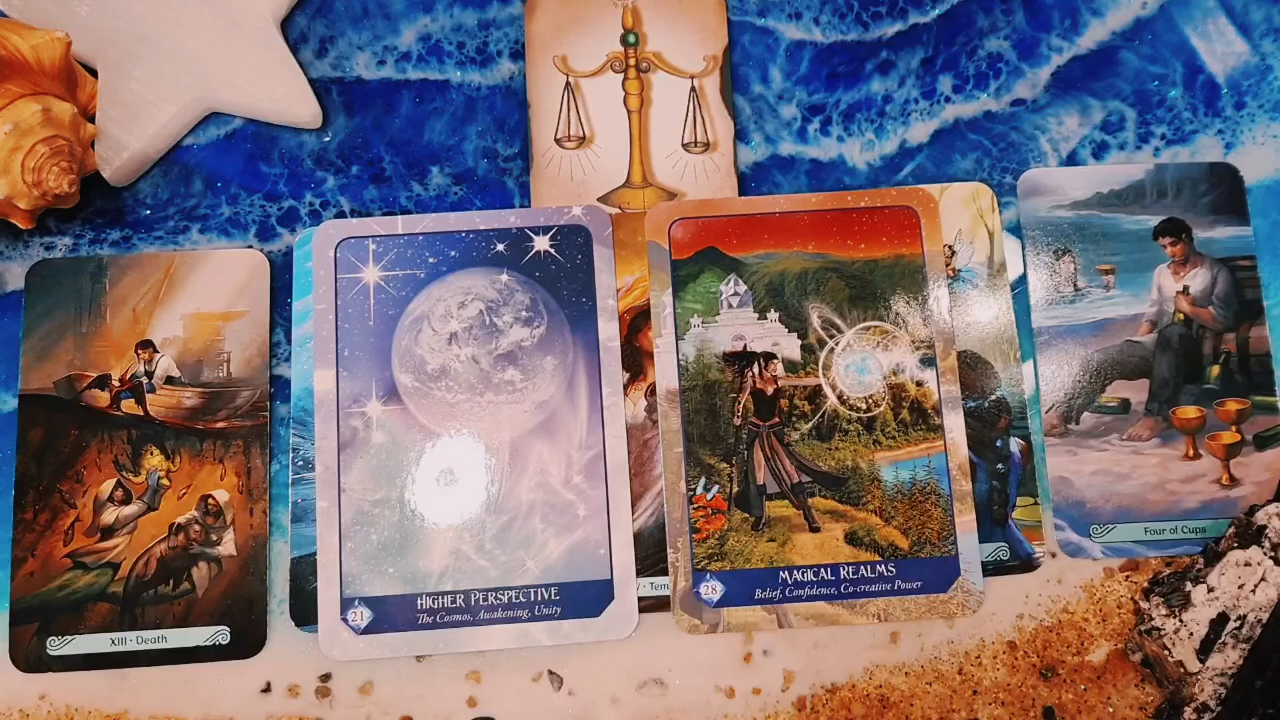 XIII • Death
21
HIGHER PERSPECTIVE
The Cosmos, Awakening, Unity
Tem
28
MAGICAL REALMS
Belief, Confidence, Co-creative Power
Four of Cups